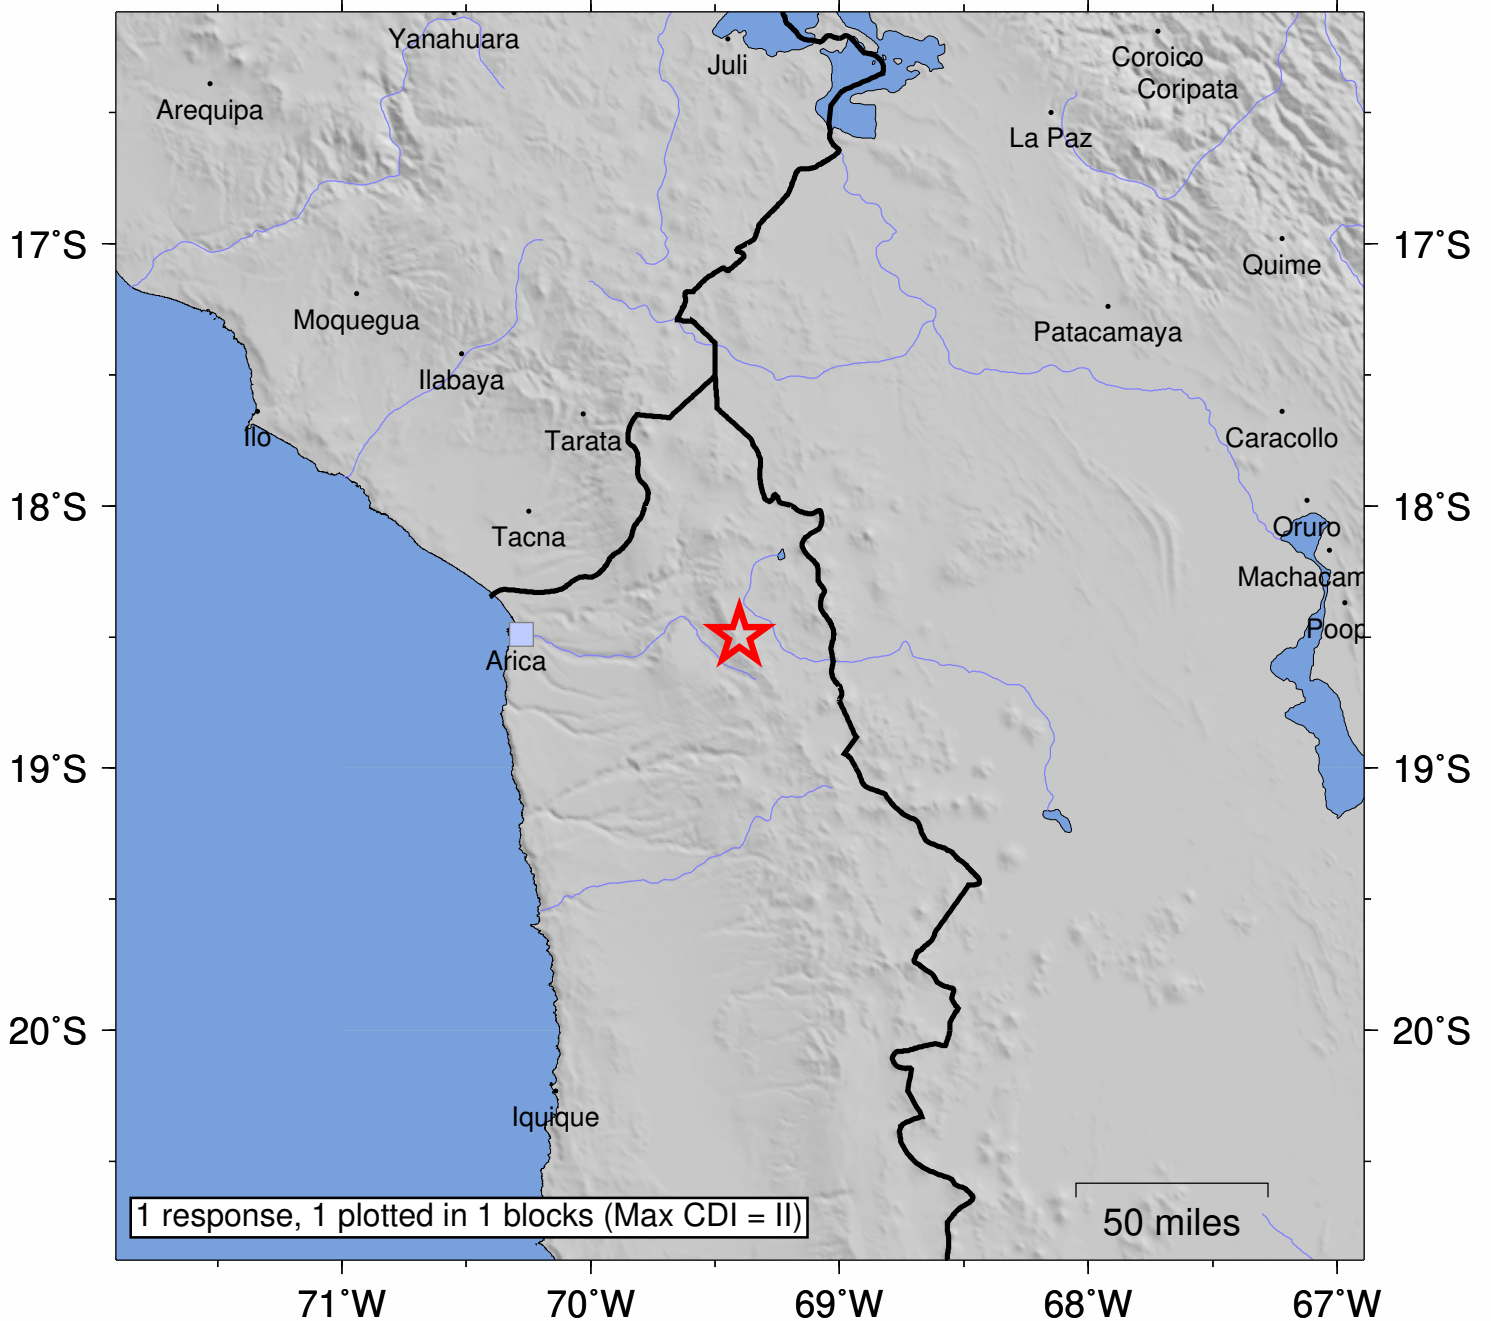 Yanahuara
Juli
Coroico
Coripata
Arequipa
La Paz
17°S
17°S
Quime
Moquegua
Patacamaya
Ilabaya
Ilo
Tarata
Caracollo
18°S
18°S
Tacna
Oruro
Machacam
Poop
Arica
19°S
19°S
20°S
20°S
Iquique
1 response, 1 plotted in 1 blocks (Max CDI = II)
50 miles
71°W
70°W
69°W
68°W
67°W